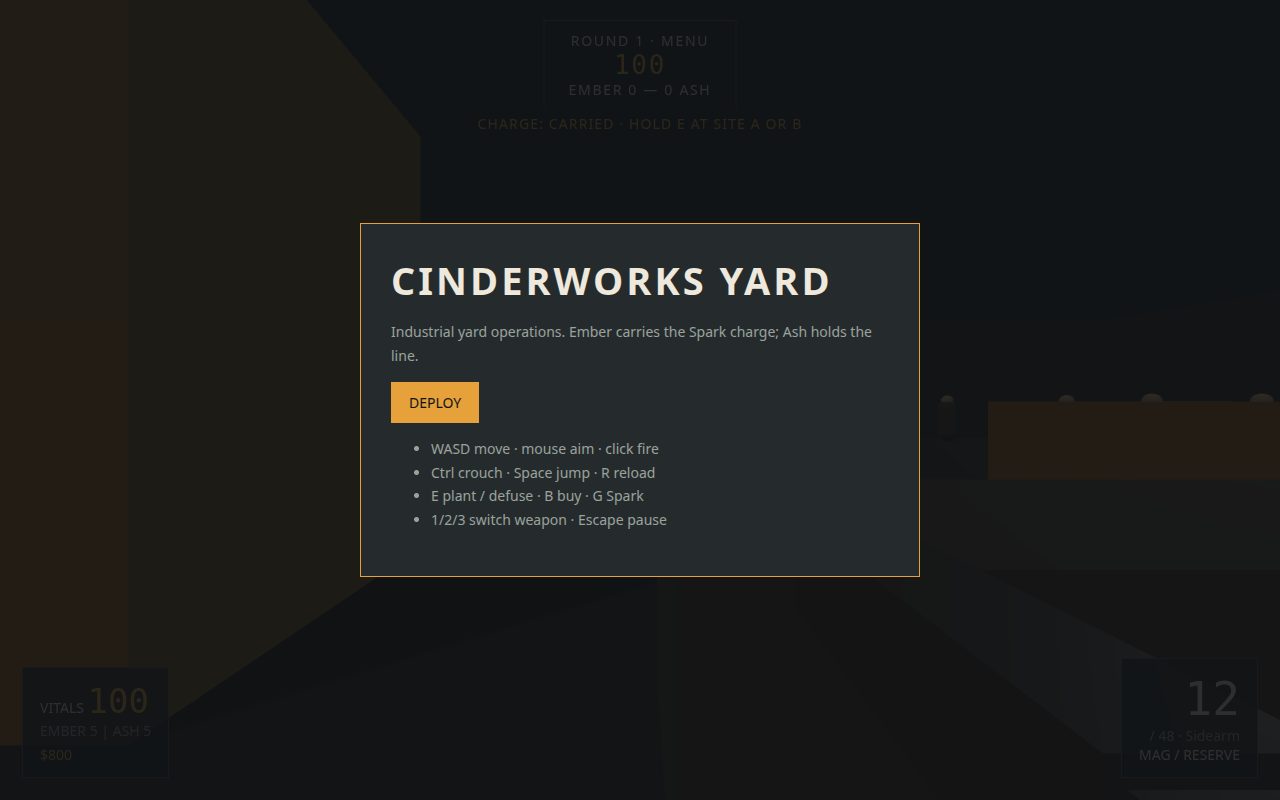 ROUND 1 · MENU
100
EMBER 0 — 0 ASH
CHARGE: CARRIED · HOLD E AT SITE A OR B
CINDERWORKS YARD
Industrial yard operations. Ember carries the Spark charge; Ash holds the
line.
DEPLOY
• WASD move · mouse aim · click fire
• Ctrl crouch · Space jump · R reload
• E plant / defuse · B buy · G Spark
• 1/2/3 switch weapon · Escape pause
VITALS 100
EMBER 5 | ASH 5
$800
12
/ 48 · Sidearm
MAG / RESERVE